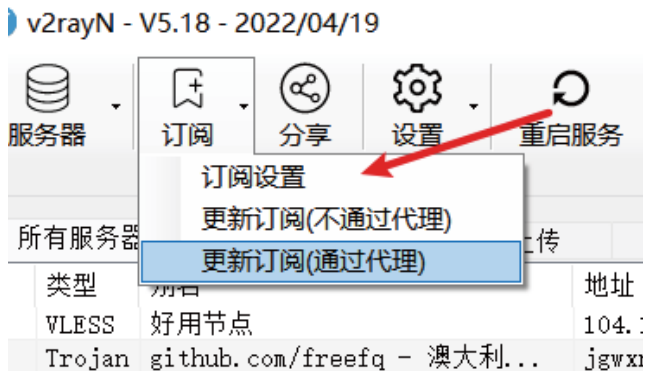 v2rayN - V5.18 - 2022/04/19
服务器 订阅 分享 设置 重启服务
订阅设置
更新订阅(不通过代理)
所有服务器 上传
更新订阅(通过代理)
类型 别名 地址
VLESS 好用节点 104.
Trojan github.com/freefq - 澳大利... jgwx